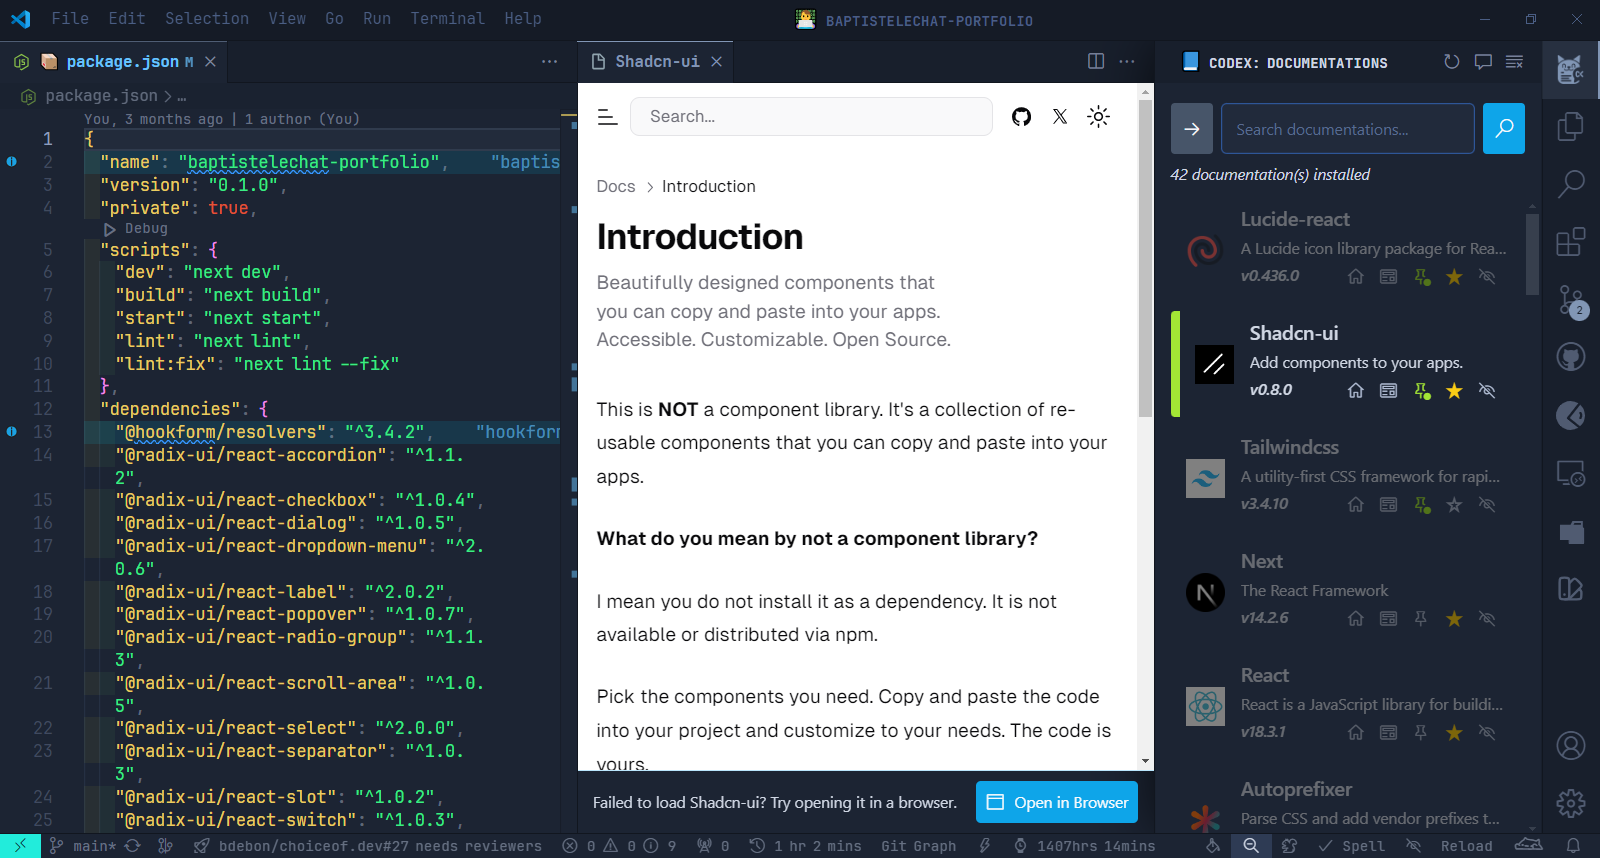 File Edit Selection View Go Run Terminal Help
BAPTISTELECHAT-PORTFOLIO
package.json M
package.json > …
You, 3 months ago | 1 author (You)
1 {
2 "name": "baptistelechat-portfolio", "baptis
3 "version": "0.1.0",
4 "private": true,
Debug
5 "scripts": {
6 "dev": "next dev",
7 "build": "next build",
8 "start": "next start",
9 "lint": "next lint",
10 "lint:fix": "next lint --fix"
11 },
12 "dependencies": {
13 "@hookform/resolvers": "^3.4.2", "hookform
14 "@radix-ui/react-accordion": "^1.1.
2",
15 "@radix-ui/react-checkbox": "^1.0.4",
16 "@radix-ui/react-dialog": "^1.0.5",
17 "@radix-ui/react-dropdown-menu": "^2.
0.6",
18 "@radix-ui/react-label": "^2.0.2",
19 "@radix-ui/react-popover": "^1.0.7",
20 "@radix-ui/react-radio-group": "^1.1.
3",
21 "@radix-ui/react-scroll-area": "^1.0.
5",
22 "@radix-ui/react-select": "^2.0.0",
23 "@radix-ui/react-separator": "^1.0.
3",
24 "@radix-ui/react-slot": "^1.0.2",
25 "@radix-ui/react-switch": "^1.0.3",
Shadcn-ui
Search...
Docs > Introduction
Introduction
Beautifully designed components that
you can copy and paste into your apps.
Accessible. Customizable. Open Source.
This is NOT a component library. It's a collection of re-
usable components that you can copy and paste into your
apps.
What do you mean by not a component library?
I mean you do not install it as a dependency. It is not
available or distributed via npm.
Pick the components you need. Copy and paste the code
into your project and customize to your needs. The code is
yours.
Failed to load Shadcn-ui? Try opening it in a browser.
Open in Browser
CODEX: DOCUMENTATIONS
Search documentations...
42 documentation(s) installed
Lucide-react
A Lucide icon library package for Rea...
v0.436.0
Shadcn-ui
Add components to your apps.
v0.8.0
Tailwindcss
A utility-first CSS framework for rapi...
v3.4.10
Next
The React Framework
v14.2.6
React
React is a JavaScript library for buildi...
v18.3.1
Autoprefixer
Parse CSS and add vendor prefixes t...
2
main* bdebon/choiceof.dev#27 needs reviewers 0 0 9 0 1 hr 2 mins Git Graph 1407hrs 14mins Spell Reload